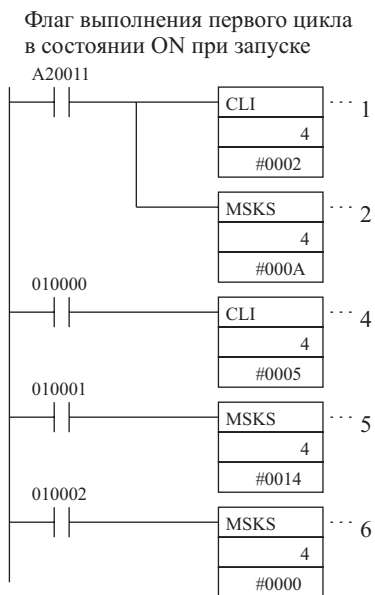 Флаг выполнения первого цикла
в состоянии ON при запуске
A20011
CLI
4
#0002
1
MSKS
4
#000A
2
010000
CLI
4
#0005
4
010001
MSKS
4
#0014
5
010002
MSKS
4
#0000
6